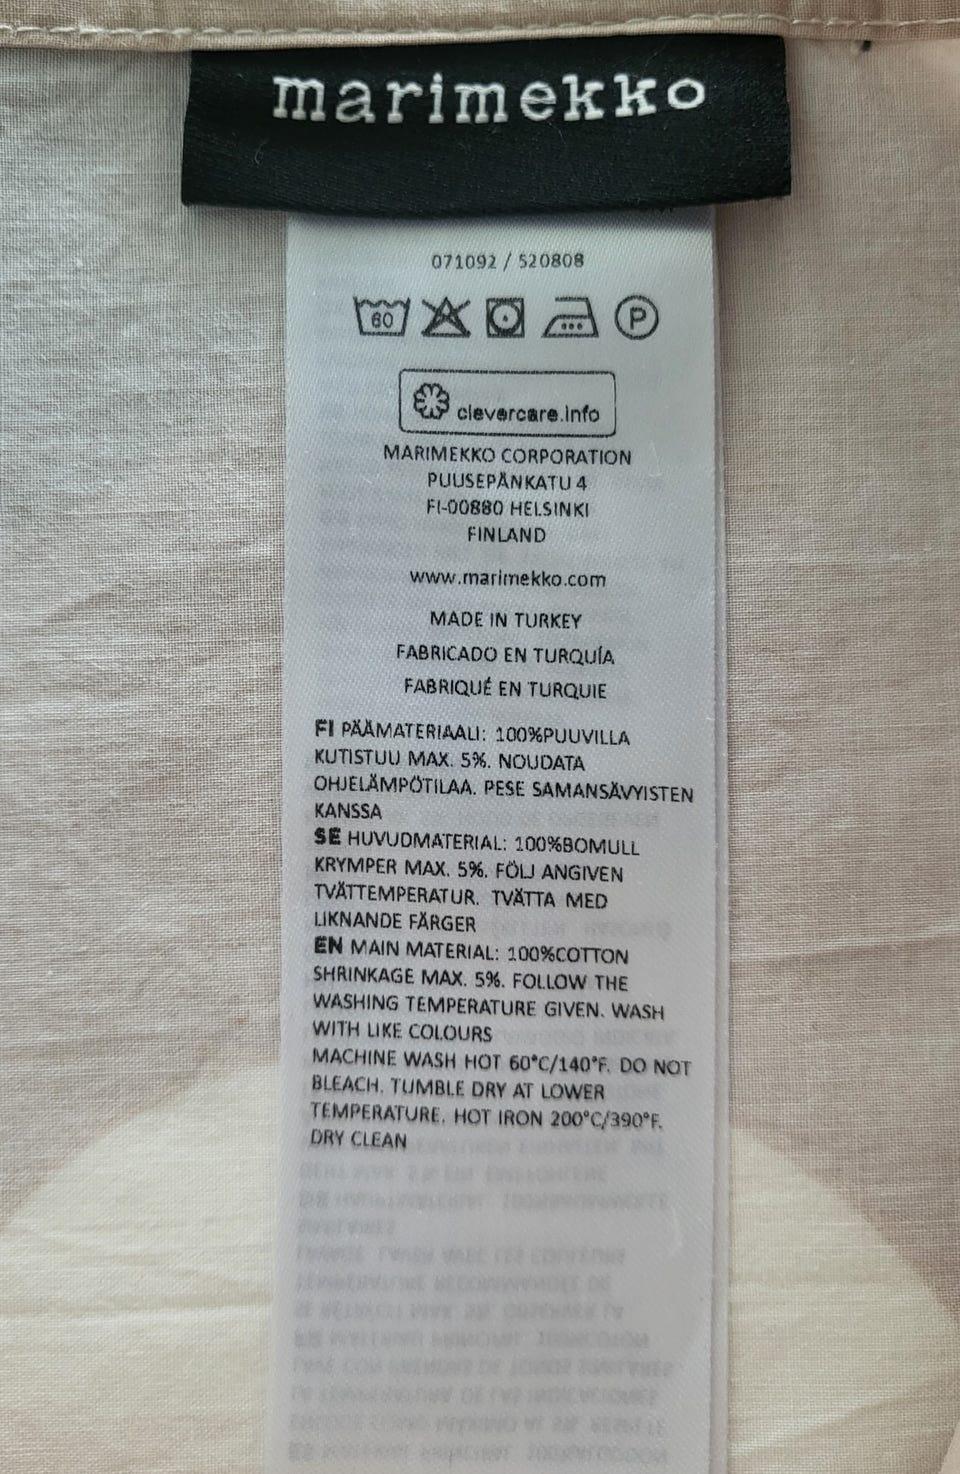 marimekko
071092 / 520808
60 P
clevercare.info
MARIMEKKO CORPORATION
PUUSEPÄNKATU 4
FI-00880 HELSINKI
FINLAND
www.marimekko.com
MADE IN TURKEY
FABRICADO EN TURQUÍA
FABRIQUÉ EN TURQUIE
FI PÄÄMATERIAALI: 100%PUUVILLA
KUTISTUU MAX. 5%. NOUDATA
OHJELÄMPÖTILAA. PESE SAMANSÄVYISTEN
KANSSA
SE HUVUDMATERIAL: 100%BOMULL
KRYMPER MAX. 5%. FÖLJ ANGIVEN
TVÄTTEMPERATUR. TVÄTTA MED
LIKNANDE FÄRGER
EN MAIN MATERIAL: 100%COTTON
SHRINKAGE MAX. 5%. FOLLOW THE
WASHING TEMPERATURE GIVEN. WASH
WITH LIKE COLOURS
MACHINE WASH HOT 60°C/140°F. DO NOT
BLEACH. TUMBLE DRY AT LOWER
TEMPERATURE. HOT IRON 200°C/390°F.
DRY CLEAN